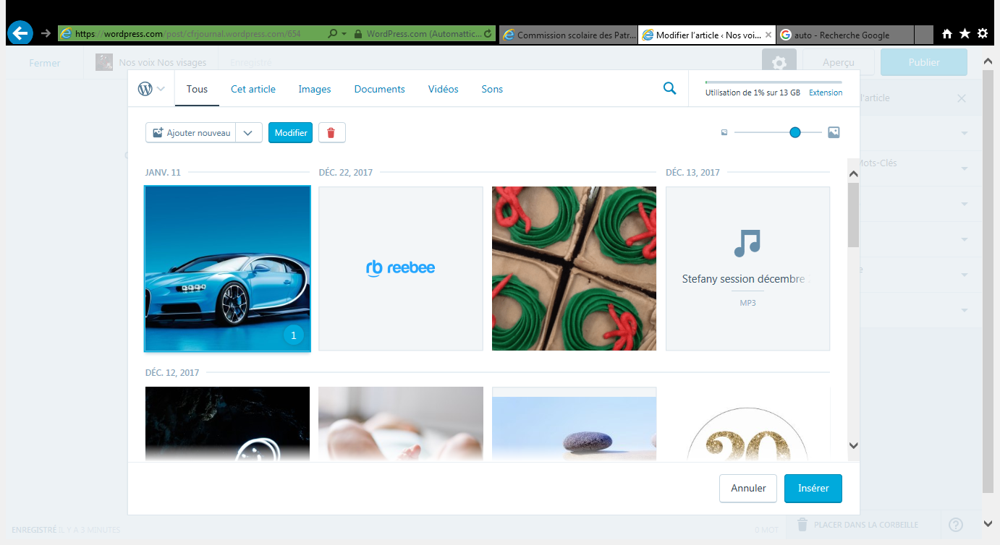 https://wordpress.com/post/cfrjournal.wordpress.com/654
WordPress.com (Automattic...
Commission scolaire des Patr...
Modifier l'article ‹ Nos voi...
auto - Recherche Google
Fermer
Nos voix Nos visages
Enregistré
Aperçu
Publier
Tous
Cet article
Images
Documents
Vidéos
Sons
Utilisation de 1% sur 13 GB
Extension
l'article
Ajouter nouveau
Modifier
Mots-Clés
JANV. 11
DÉC. 22, 2017
DÉC. 13, 2017
1
rb reebee
Stefany session décembre
MP3
DÉC. 12, 2017
20
Annuler
Insérer
ENREGISTRÉ IL Y A 3 MINUTES
0 MOT
PLACER DANS LA CORBEILLE